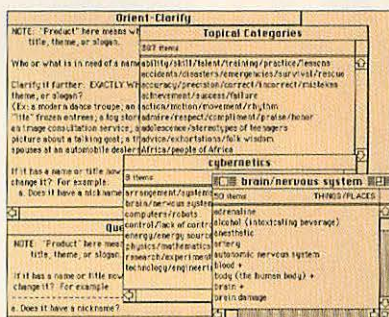 Orient-Clarify
NOTE: "Product" here means wh
title, theme, or slogan.
Who or what is in need of a name
Clarify it further. EXACTLY Wh
theme, or slogan?
(Ex: a modern dance troupe; an
"lite" frozen entrees; a toy store
an image consultation service; a
picture about a talking goat; a th
spouses at an automobile dealer
If it has a title or name now
change it? For example:
a. Does it have a nickname
Topical Categories
397 items
ability/skill/talent/training/practice/lessons
accidents/disasters/emergencies/survival/rescue
accuracy/precision/correct/incorrect/mistakes
achievement/success/failure
action/motion/movement/rhythm
admire/respect/compliment/praise/honor
adolescence/stereotypes of teenagers
advice/exhortations/folk wisdom
Africa/people of Africa
cybernetics
8 items
arrangement/systems
brain/nervous system
computers/robots
control/lack of contro
energy/energy source
physics/mathematics
research/experiment
technology/engineeri
brain/nervous system
50 items
THINGS/PLACES
adrenaline
alcohol (intoxicating beverage)
anesthetic
artery
autonomic nervous system
blood +
body (the human body) +
brain +
brain damage
Que
NOTE: "Product" here mean
title, theme, or slogan.
If it has a name or title now
change it? For example
a. Does it have a nickname?